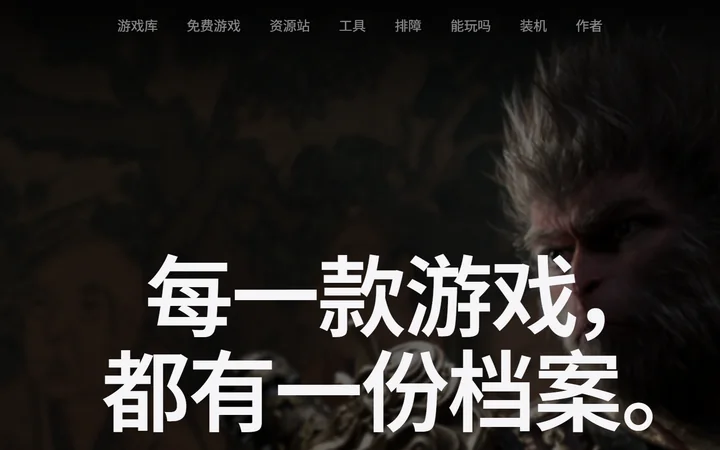 游戏库 免费游戏 资源站 工具 排障 能玩吗 装机 作者
每一款游戏，
都有一份档案。